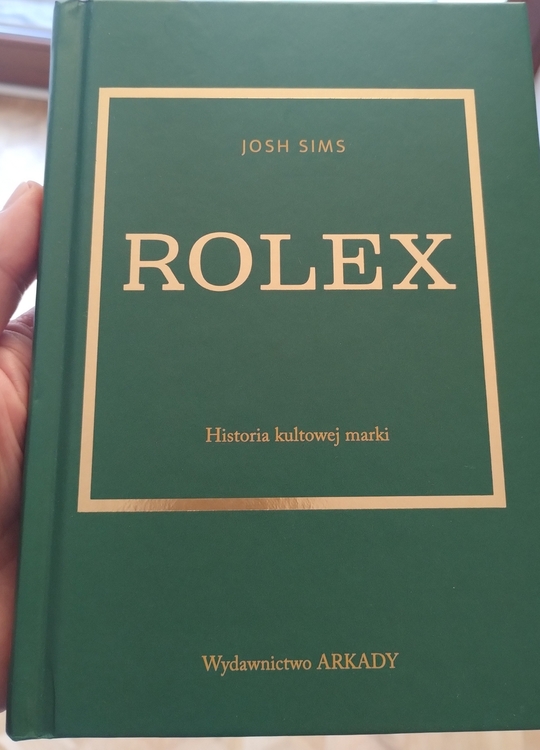 JOSH SIMS
ROLEX
Historia kultowej marki
Wydawnictwo ARKADY